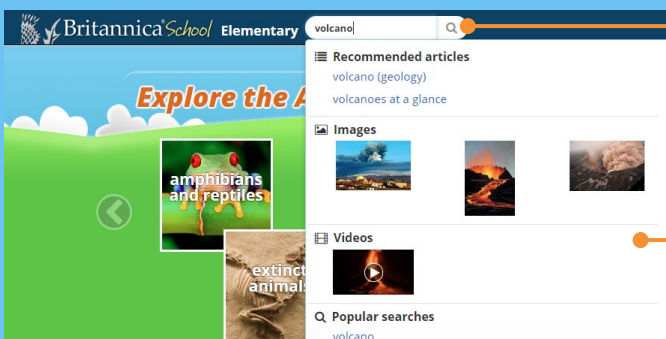 Britannica School Elementary
volcano
Explore the A
amphibians
and reptiles
extinct
animals
Recommended articles
volcano (geology)
volcanoes at a glance
Images
Videos
Popular searches
volcano